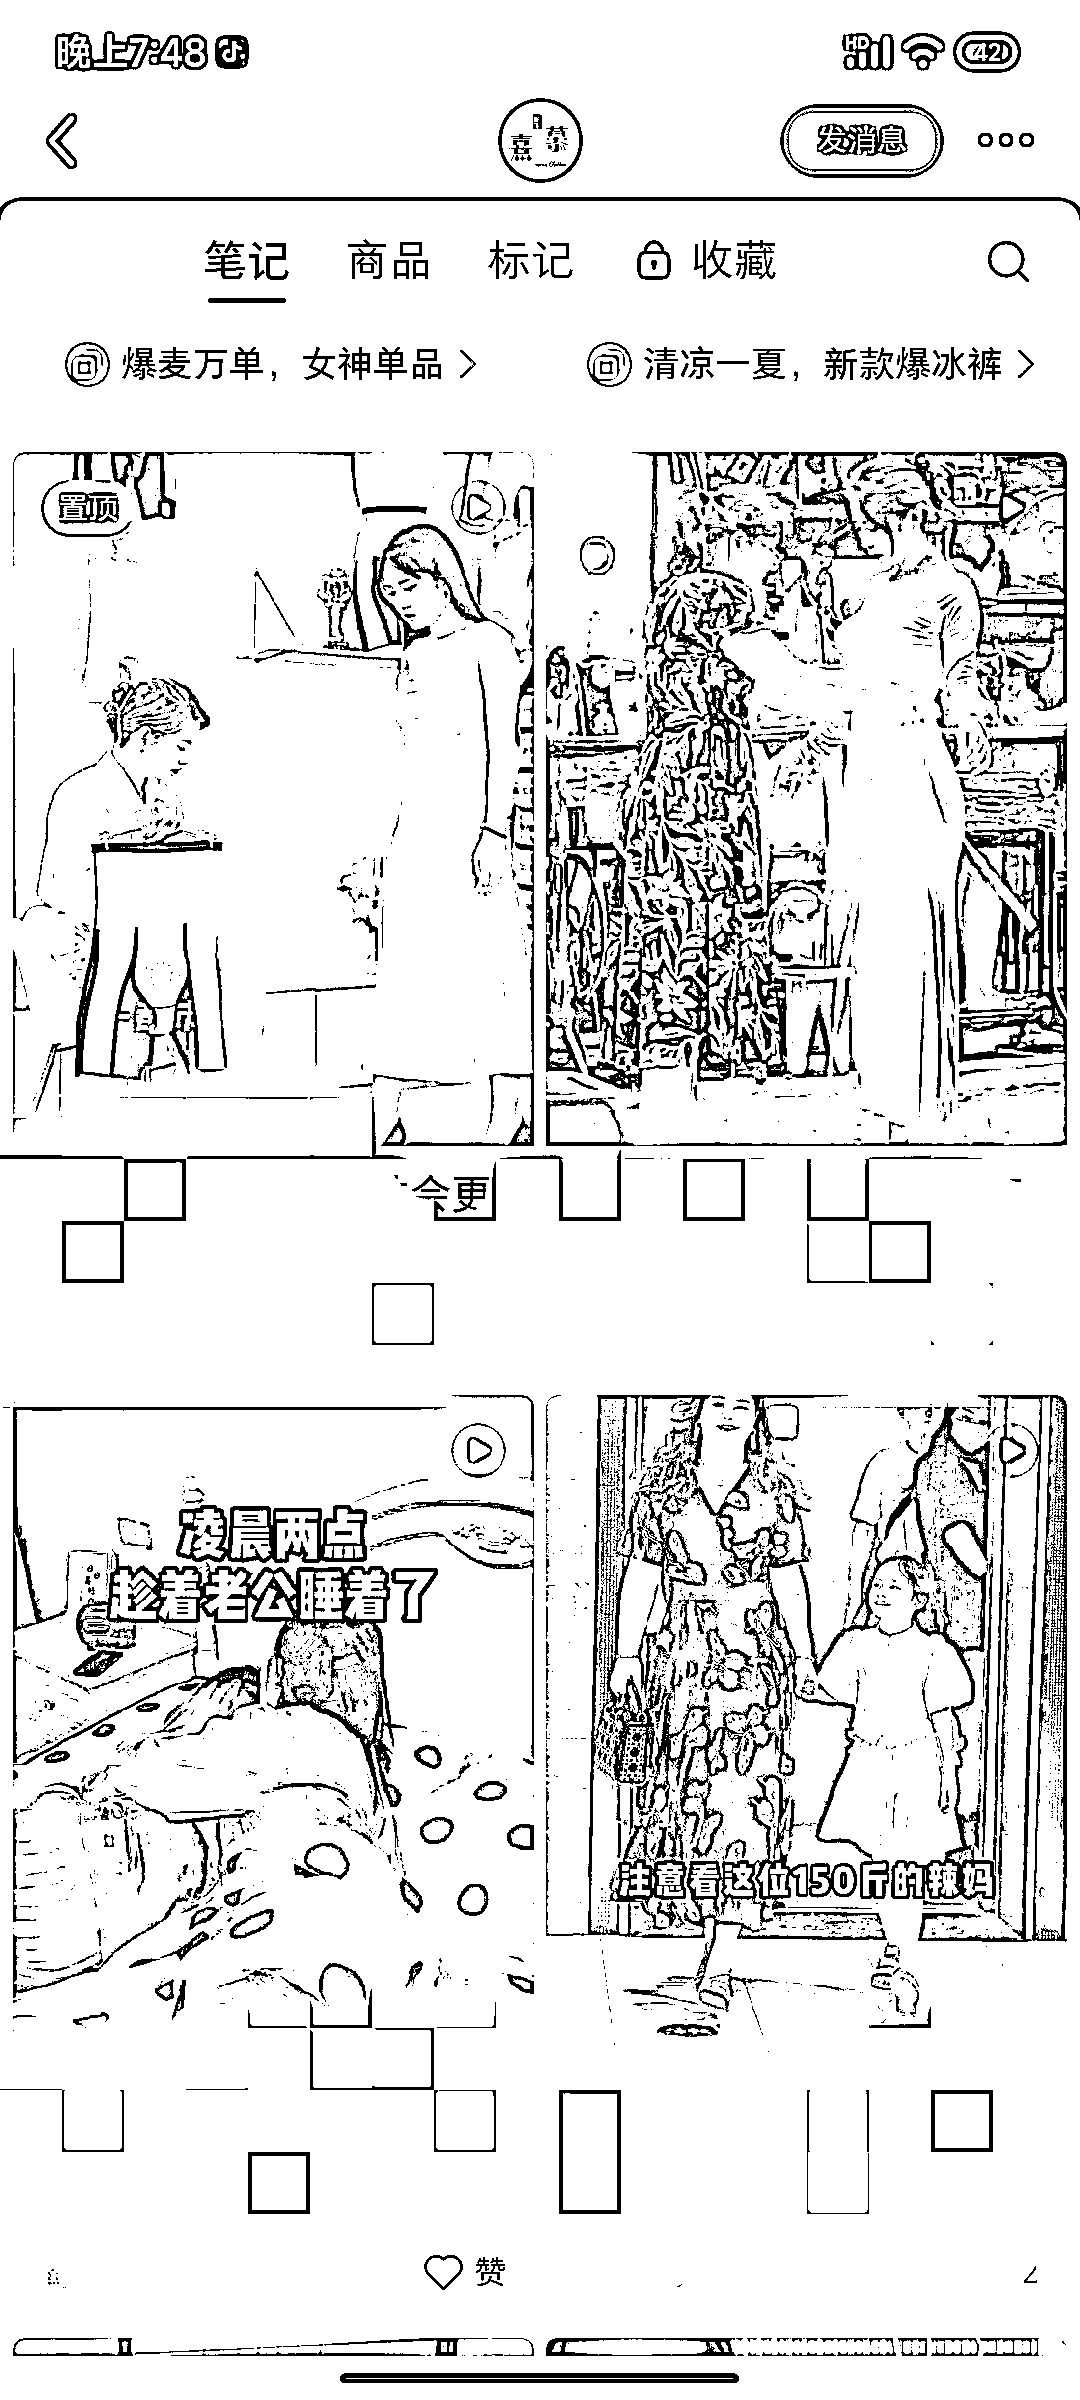 晚上7:48
42
熹慕
发消息
笔记 商品 标记 收藏
爆麦万单，女神单品
清凉一夏，新款爆冰裤
置顶
会更
凌晨两点
趁着老公睡着了
注意看这位150斤的辣妈
赞